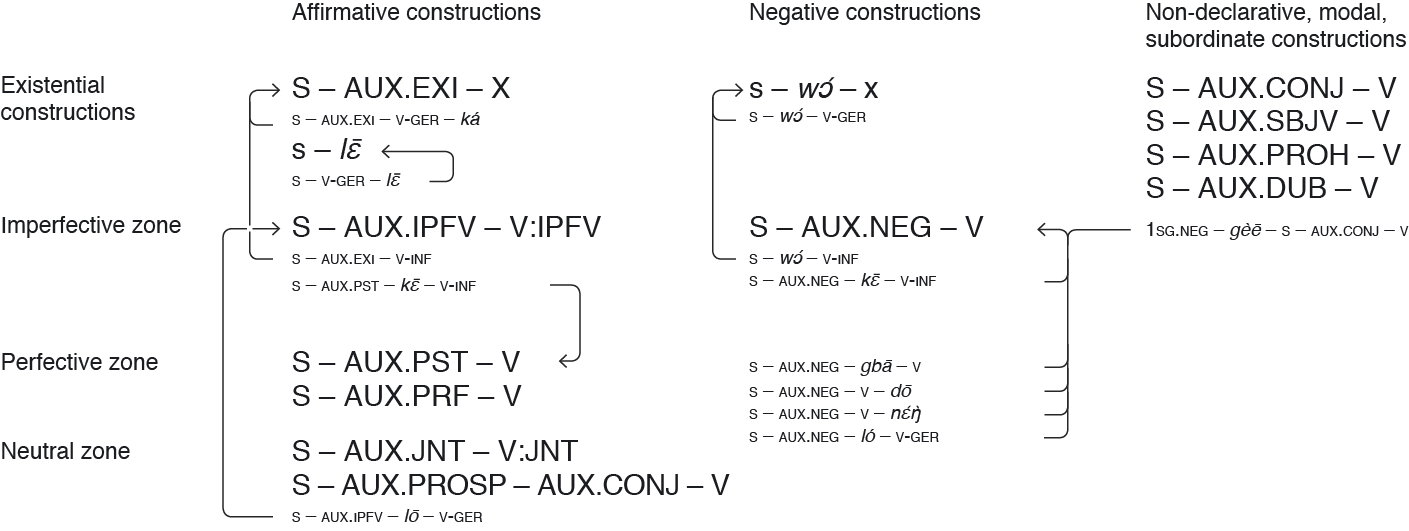 Affirmative constructions
Negative constructions
Non-declarative, modal,
subordinate constructions
Existential
constructions
S – AUX.EXI – X
S – AUX.EXI – V-GER – ká
S – lɛ̄
S – V-GER – lɛ̄
S – wɔ́ – X
S – wɔ́ – V-GER
S – AUX.CONJ – V
S – AUX.SBJV – V
S – AUX.PROH – V
S – AUX.DUB – V
Imperfective zone
S – AUX.IPFV – V:IPFV
S – AUX.EXI – V-INF
S – AUX.PST – kɛ̄ – V-INF
S – AUX.NEG – V
S – wɔ́ – V-INF
S – AUX.NEG – kɛ̄ – V-INF
1SG.NEG – gèē – S – AUX.CONJ – V
Perfective zone
S – AUX.PST – V
S – AUX.PRF – V
S – AUX.NEG – gbā – V
S – AUX.NEG – V – dō
S – AUX.NEG – V – nɛ́ŋ̀
S – AUX.NEG – ló – V-GER
Neutral zone
S – AUX.JNT – V:JNT
S – AUX.PROSP – AUX.CONJ – V
S – AUX.IPFV – lō – V-GER